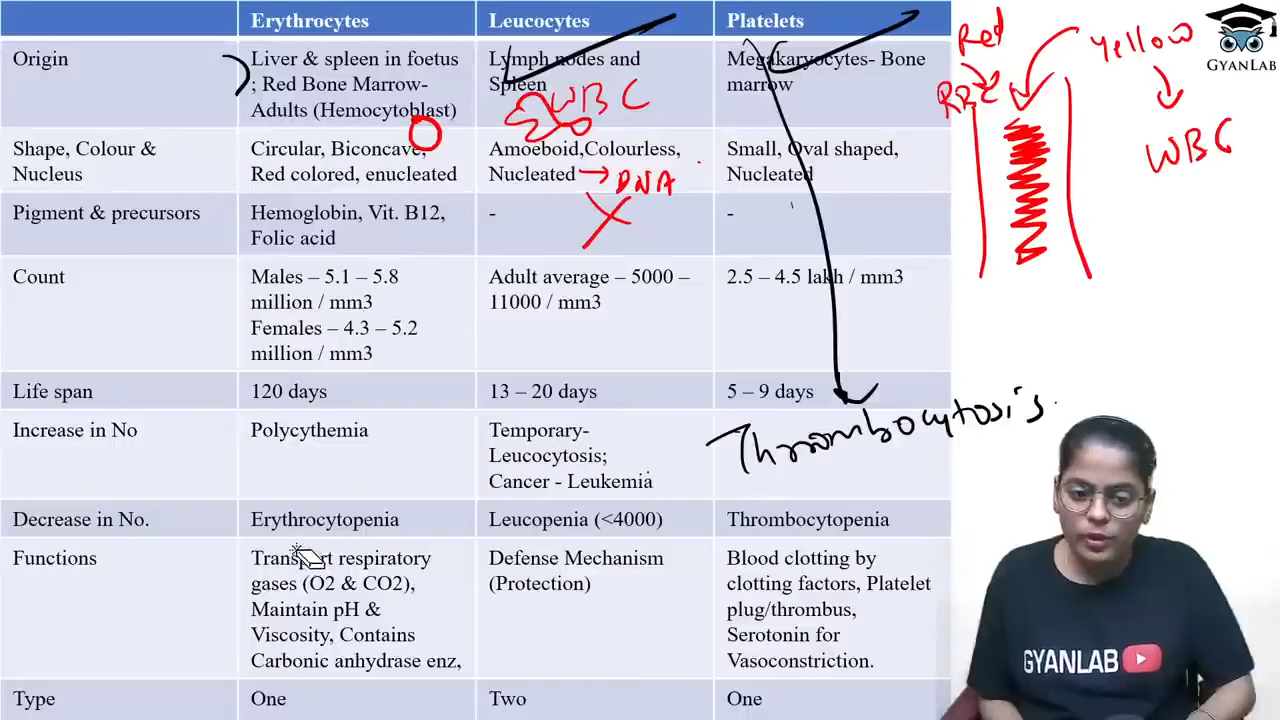 Erythrocytes Leucocytes Platelets
Origin
Liver & spleen in foetus
; Red Bone Marrow-
Adults (Hemocytoblast)
Lymph nodes and
Spleen
WBC
Megakaryocytes- Bone
marrow
Shape, Colour &
Nucleus
Circular, Biconcave,
Red colored, enucleated
Amoeboid,Colourless,
Nucleated → DNA
Small, Oval shaped,
Nucleated
Pigment & precursors
Hemoglobin, Vit. B12,
Folic acid
-
-
Count
Males – 5.1 – 5.8
million / mm3
Females – 4.3 – 5.2
million / mm3
Adult average – 5000 –
11000 / mm3
2.5 – 4.5 lakh / mm3
Life span
120 days
13 – 20 days
5 – 9 days
Increase in No
Polycythemia
Temporary-
Leucocytosis;
Cancer - Leukemia
Thrombocytosis
Decrease in No.
Erythrocytopenia
Leucopenia (<4000)
Thrombocytopenia
Functions
Transport respiratory
gases (O2 & CO2),
Maintain pH &
Viscosity, Contains
Carbonic anhydrase enz,
Defense Mechanism
(Protection)
Blood clotting by
clotting factors, Platelet
plug/thrombus,
Serotonin for
Vasoconstriction.
Type
One
Two
One
Red
RBC
Yellow
WBC
GYANLAB
GYANLAB